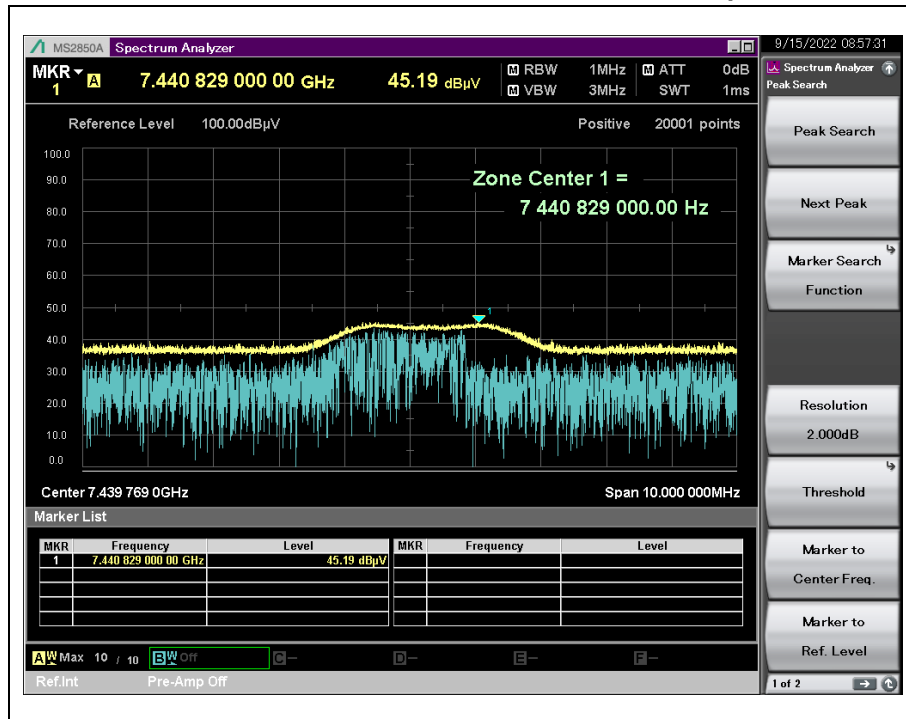 MS2850A Spectrum Analyzer
9/15/2022 08:57:31
MKR 1 A 7.440 829 000 00 GHz 45.19 dBµV
M RBW 1MHz M ATT 0dB
M VBW 3MHz SWT 1ms
Spectrum Analyzer
Peak Search
Reference Level 100.00dBµV Positive 20001 points
100.0
90.0
80.0
70.0
60.0
50.0
40.0
30.0
20.0
10.0
0.0
Zone Center 1 =
7 440 829 000.00 Hz
1
Center 7.439 769 0GHz Span 10.000 000MHz
Marker List
MKR Frequency Level MKR Frequency Level
1 7.440 829 000 00 GHz 45.19 dBµV
A W Max 10 / 10 B W Off C – D – E – F –
Ref.Int Pre-Amp Off
Peak Search
Next Peak
Marker Search
Function
Resolution
2.000dB
Threshold
Marker to
Center Freq.
Marker to
Ref. Level
1 of 2